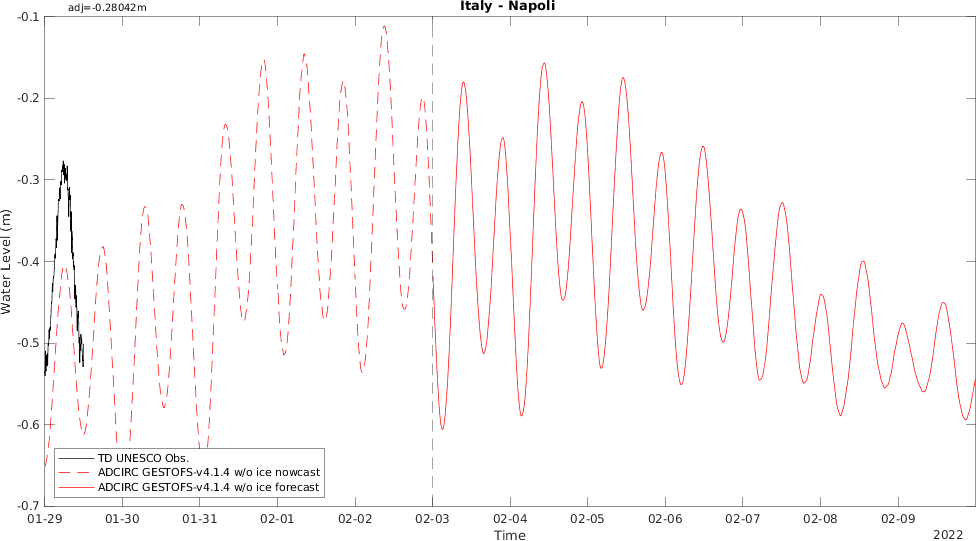 adj=-0.28042m
Italy - Napoli
-0.1
-0.2
-0.3
-0.4
-0.5
-0.6
-0.7
Water Level (m)
TD UNESCO Obs.
ADCIRC GESTOFS-v4.1.4 w/o ice nowcast
ADCIRC GESTOFS-v4.1.4 w/o ice forecast
01-29 01-30 01-31 02-01 02-02 02-03 02-04 02-05 02-06 02-07 02-08 02-09
Time
2022